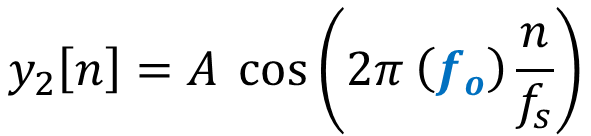 y₂[n] = A cos(2π (fₒ) n/fₛ)